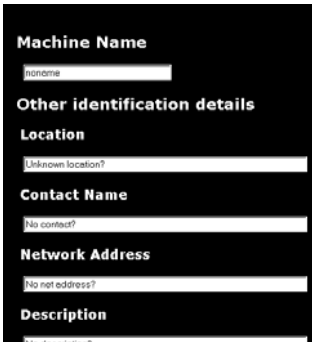 Machine Name
noname
Other identification details
Location
Unknown location?
Contact Name
No contact?
Network Address
No net address?
Description